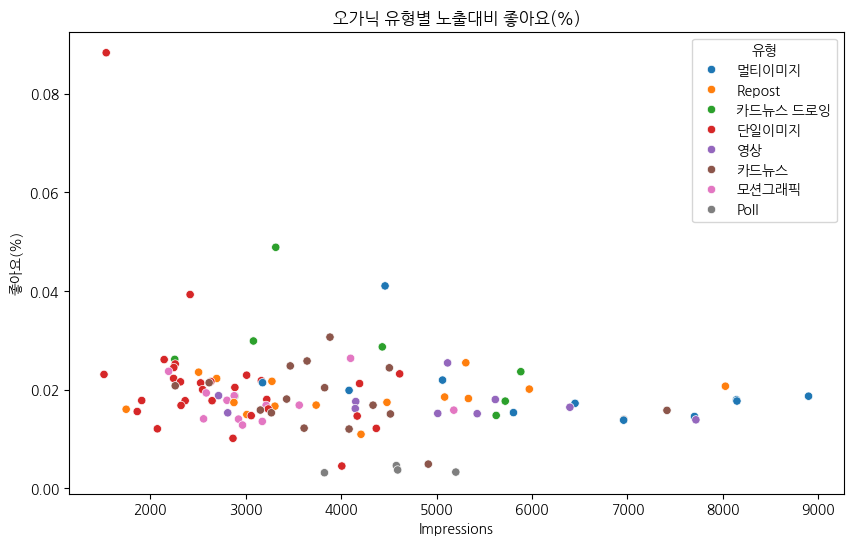 오가닉 유형별 노출대비 좋아요(%)
유형
멀티이미지
Repost
카드뉴스 드로잉
단일이미지
영상
카드뉴스
모션그래픽
Poll
좋아요(%)
0.08
0.06
0.04
0.02
0.00
2000 3000 4000 5000 6000 7000 8000 9000
Impressions